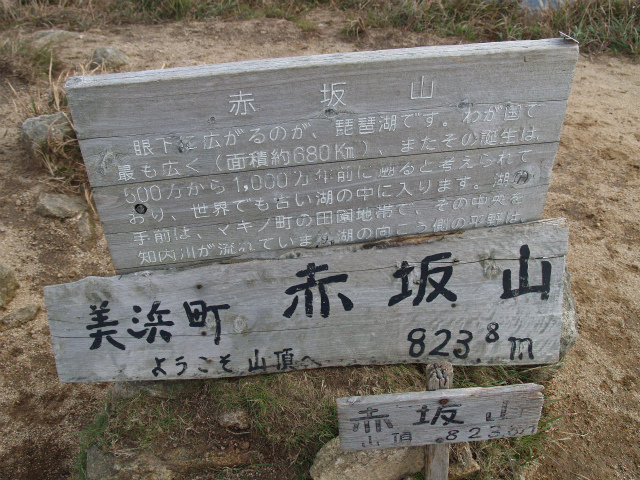 赤坂山
眼下に広がるのが、琵琶湖です。わが国で
最も広く(面積約680Km)、またその誕生は、
500万から1,000万年前に遡ると考えられて
おり、世界でも古い湖の中に入ります。湖の
手前は、マキノ町の田園地帯で、その中央を
知内川が流れています。湖の向こう側の平野は、
美浜町 赤坂山
ようこそ山頂へ 823.8m
赤坂山
山頂 823